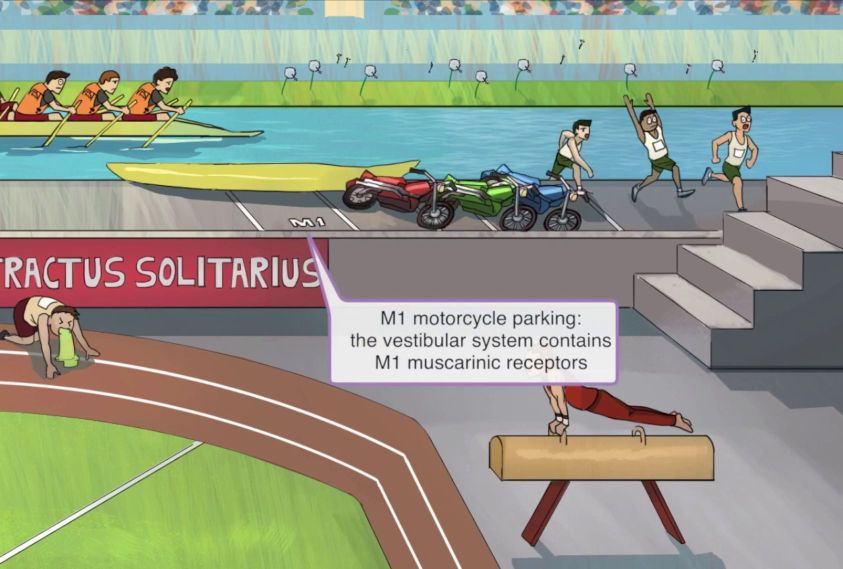 M1
TRACTUS SOLITARIUS
M1 motorcycle parking:
the vestibular system contains
M1 muscarinic receptors